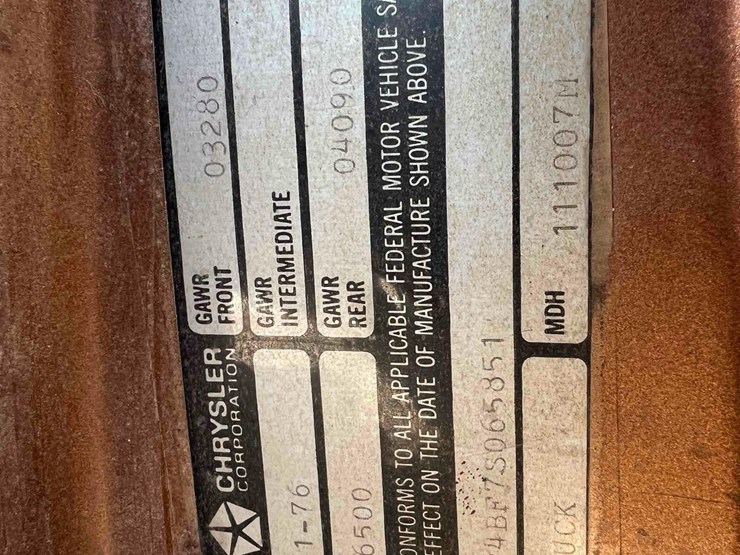 CHRYSLER
CORPORATION
GAWR
FRONT
03280
1-76
GAWR
INTERMEDIATE
6500
GAWR
REAR
04090
ONFORMS TO ALL APPLICABLE FEDERAL MOTOR VEHICLE SA
EFFECT ON THE DATE OF MANUFACTURE SHOWN ABOVE.
4BF7S065851
UCK
MDH
111007M